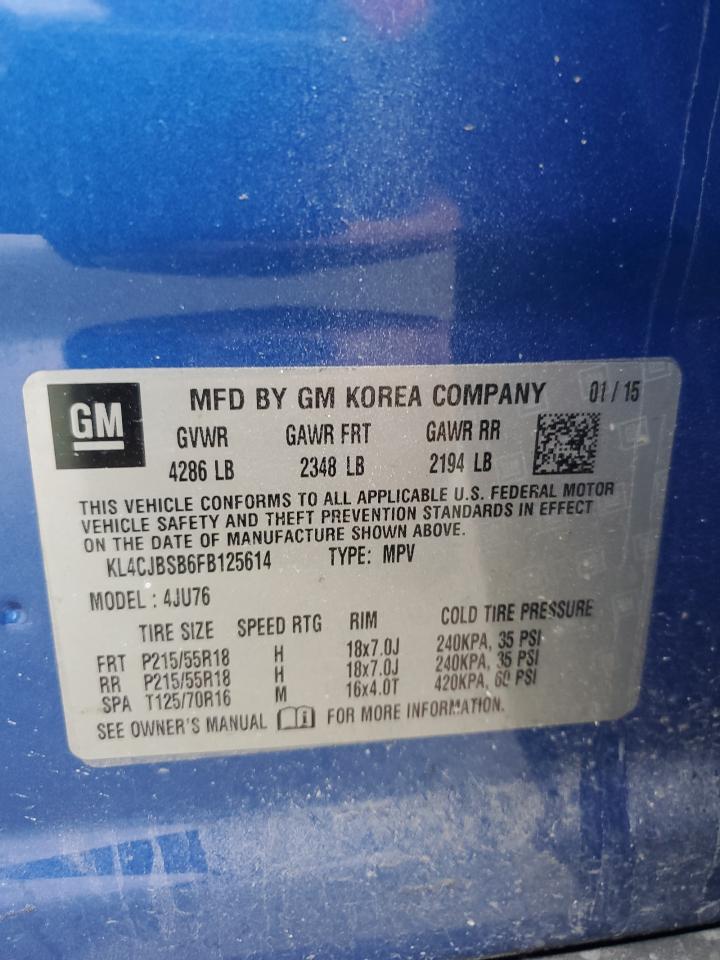 GM
MFD BY GM KOREA COMPANY 01/15
GVWR GAWR FRT GAWR RR
4286 LB 2348 LB 2194 LB
THIS VEHICLE CONFORMS TO ALL APPLICABLE U.S. FEDERAL MOTOR
VEHICLE SAFETY AND THEFT PREVENTION STANDARDS IN EFFECT
ON THE DATE OF MANUFACTURE SHOWN ABOVE.
KL4CJBSB6FB125614 TYPE: MPV
MODEL : 4JU76
TIRE SIZE SPEED RTG RIM COLD TIRE PRESSURE
FRT P215/55R18 H 18x7.0J 240KPA, 35 PSI
RR P215/55R18 H 18x7.0J 240KPA, 35 PSI
SPA T125/70R16 M 16x4.0T 420KPA, 60 PSI
SEE OWNER'S MANUAL FOR MORE INFORMATION.